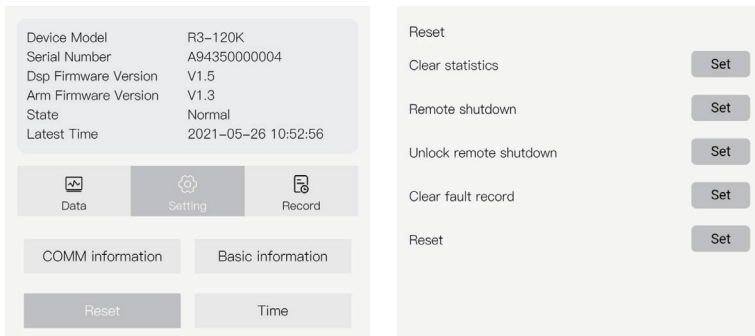 Device Model R3-120K
Serial Number A94350000004
Dsp Firmware Version V1.5
Arm Firmware Version V1.3
State Normal
Latest Time 2021-05-26 10:52:56
Data Setting Record
COMM information Basic information
Reset Time
Reset
Clear statistics Set
Remote shutdown Set
Unlock remote shutdown Set
Clear fault record Set
Reset Set